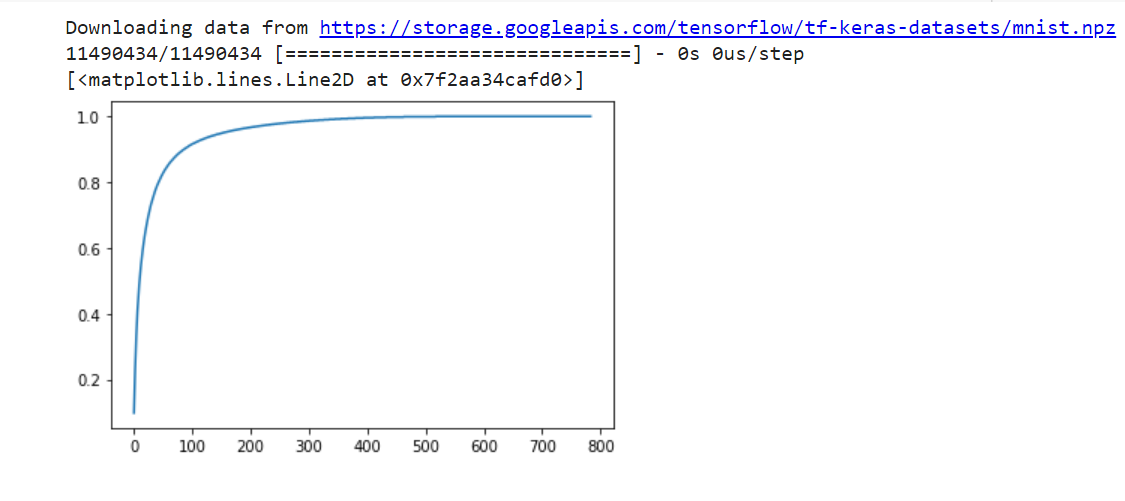 Downloading data from https://storage.googleapis.com/tensorflow/tf-keras-datasets/mnist.npz
11490434/11490434 [==============================] - 0s 0us/step
[<matplotlib.lines.Line2D at 0x7f2aa34cafd0>]
1.0
0.8
0.6
0.4
0.2
0 100 200 300 400 500 600 700 800